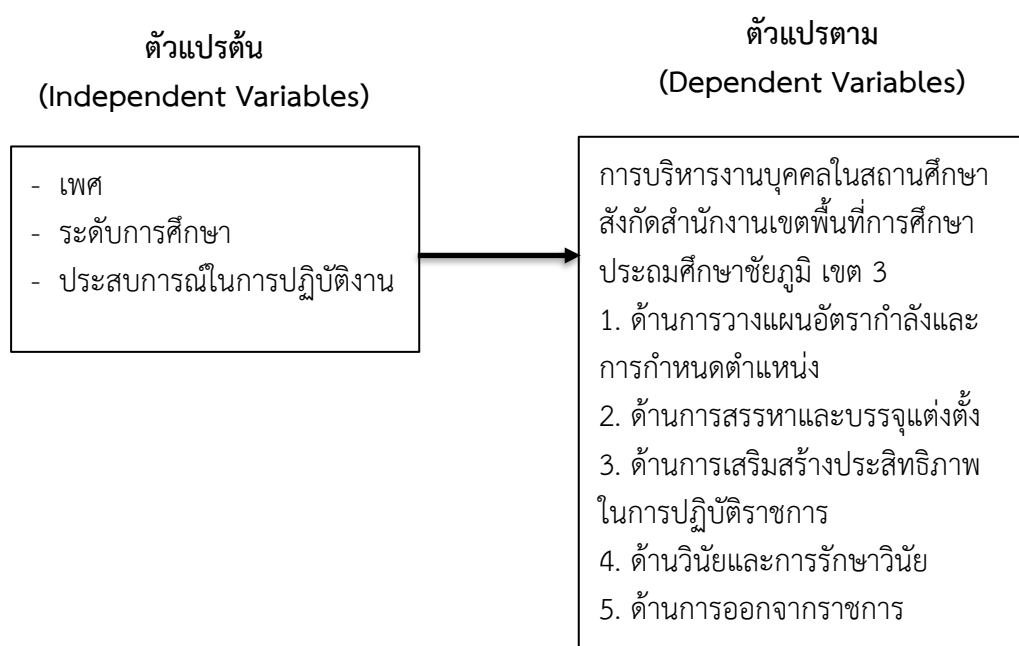 ตัวแปรต้น
(Independent Variables)
- เพศ
- ระดับการศึกษา
- ประสบการณ์ในการปฏิบัติงาน
ตัวแปรตาม
(Dependent Variables)
การบริหารงานบุคคลในสถานศึกษา
สังกัดสำนักงานเขตพื้นที่การศึกษา
ประถมศึกษาชัยภูมิ เขต 3
1. ด้านการวางแผนอัตรากำลังและ
การกำหนดตำแหน่ง
2. ด้านการสรรหาและบรรจุแต่งตั้ง
3. ด้านการเสริมสร้างประสิทธิภาพ
ในการปฏิบัติราชการ
4. ด้านวินัยและการรักษาวินัย
5. ด้านการออกจากราชการ